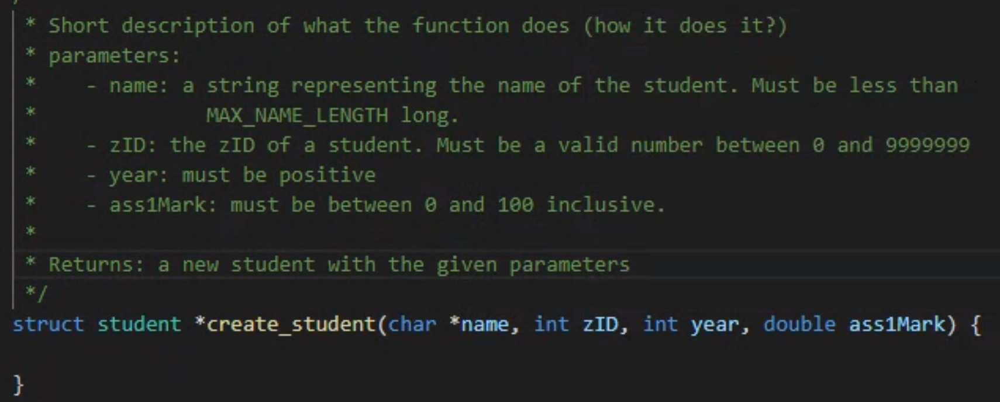 * Short description of what the function does (how it does it?)
* parameters:
*    - name: a string representing the name of the student. Must be less than
*              MAX_NAME_LENGTH long.
*    - zID: the zID of a student. Must be a valid number between 0 and 9999999
*    - year: must be positive
*    - ass1Mark: must be between 0 and 100 inclusive.
*
* Returns: a new student with the given parameters
*/
struct student *create_student(char *name, int zID, int year, double ass1Mark) {
}